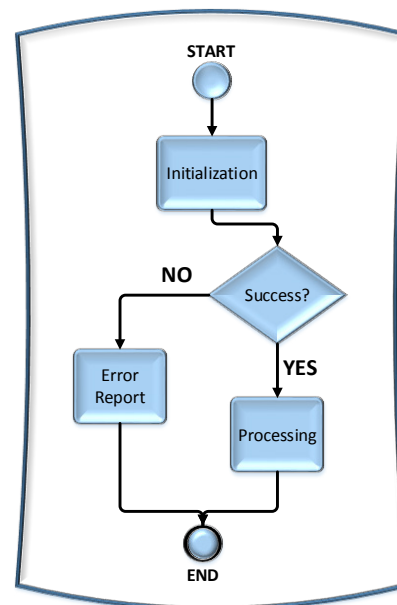 START
Initialization
Success?
NO
YES
Error
Report
Processing
END